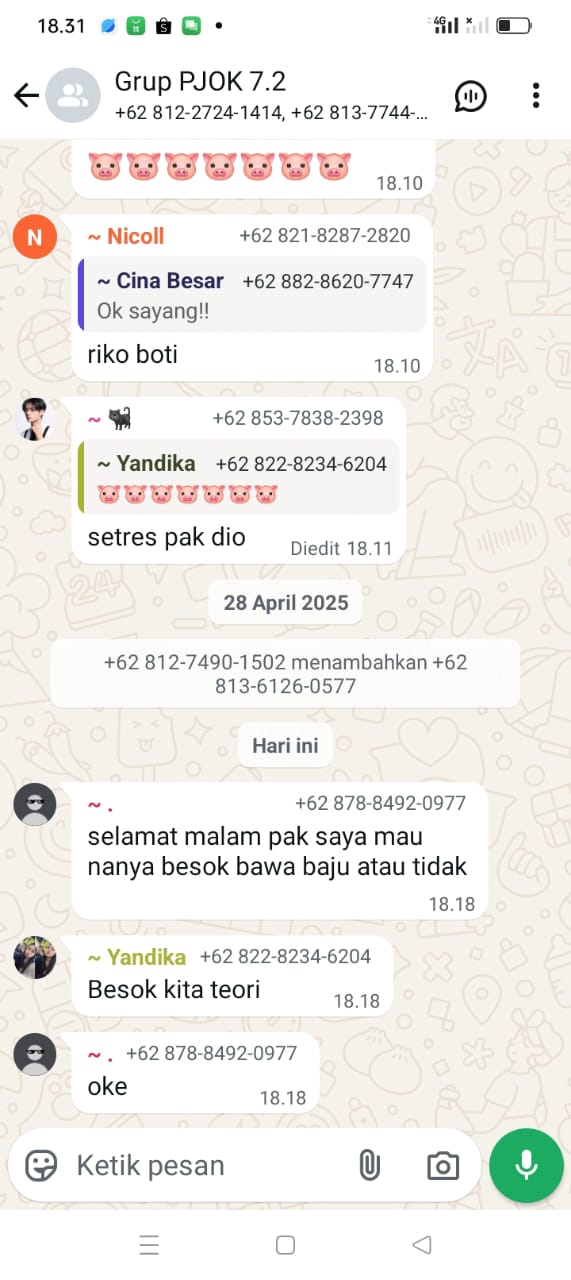 18.31
4G
Grup PJOK 7.2
+62 812-2724-1414, +62 813-7744-...
🐷🐷🐷🐷🐷🐷🐷
18.10
N
~ Nicoll +62 821-8287-2820
~ Cina Besar +62 882-8620-7747
Ok sayang!!
riko boti
18.10
~ 🐈‍⬛ +62 853-7838-2398
~ Yandika +62 822-8234-6204
🐷🐷🐷🐷🐷🐷🐷
setres pak dio
Diedit 18.11
28 April 2025
+62 812-7490-1502 menambahkan +62
813-6126-0577
Hari ini
~ . +62 878-8492-0977
selamat malam pak saya mau
nanya besok bawa baju atau tidak
18.18
~ Yandika +62 822-8234-6204
Besok kita teori
18.18
~ . +62 878-8492-0977
oke
18.18
Ketik pesan